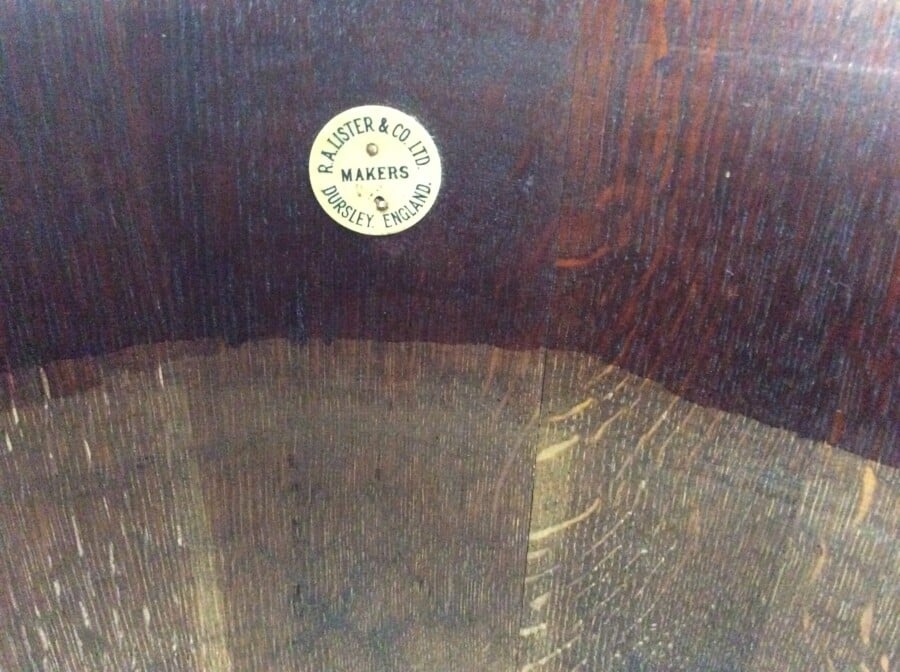 R.A.LISTER & CO. LTD.
MAKERS
DURSLEY. ENGLAND.